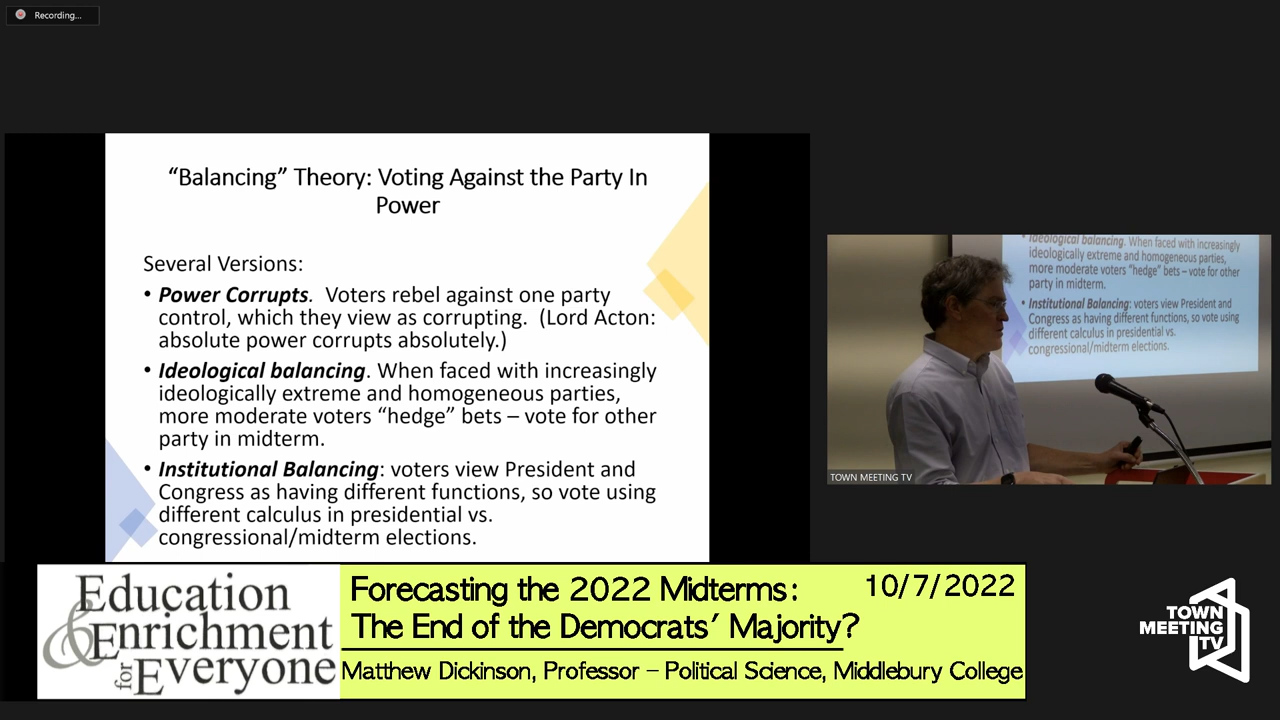 Recording...
“Balancing” Theory: Voting Against the Party In
Power
Several Versions:
• Power Corrupts. Voters rebel against one party
control, which they view as corrupting. (Lord Acton:
absolute power corrupts absolutely.)
• Ideological balancing. When faced with increasingly
ideologically extreme and homogeneous parties,
more moderate voters “hedge” bets – vote for other
party in midterm.
• Institutional Balancing: voters view President and
Congress as having different functions, so vote using
different calculus in presidential vs.
congressional/midterm elections.
• Ideological balancing. When faced with increasingly
ideologically extreme and homogeneous parties,
more moderate voters “hedge” bets – vote for other
party in midterm.
Institutional Balancing: voters view President and
Congress as having different functions, so vote using
different calculus in presidential vs.
congressional/midterm elections.
TOWN MEETING TV
Education
& Enrichment
for Everyone
Forecasting the 2022 Midterms: 10/7/2022
The End of the Democrats’ Majority?
Matthew Dickinson, Professor – Political Science, Middlebury College
TOWN
MEETING
TV